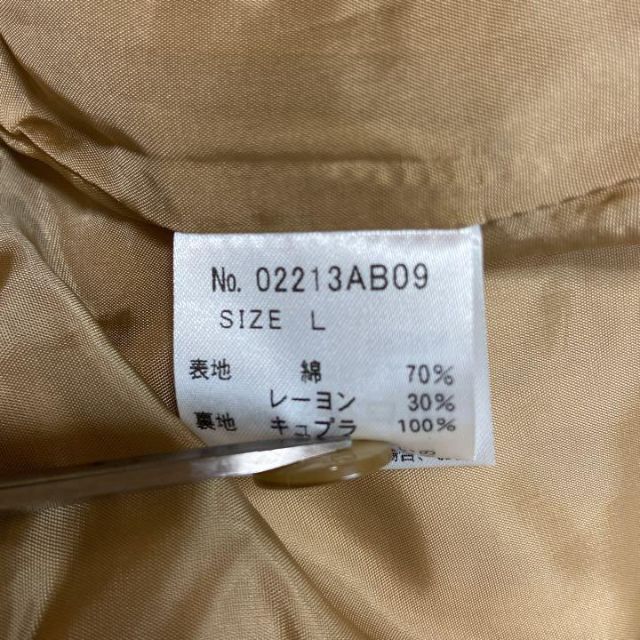 No. 02213AB09
SIZE L
表地 綿 70%
レーヨン 30%
裏地 キュプラ 100%